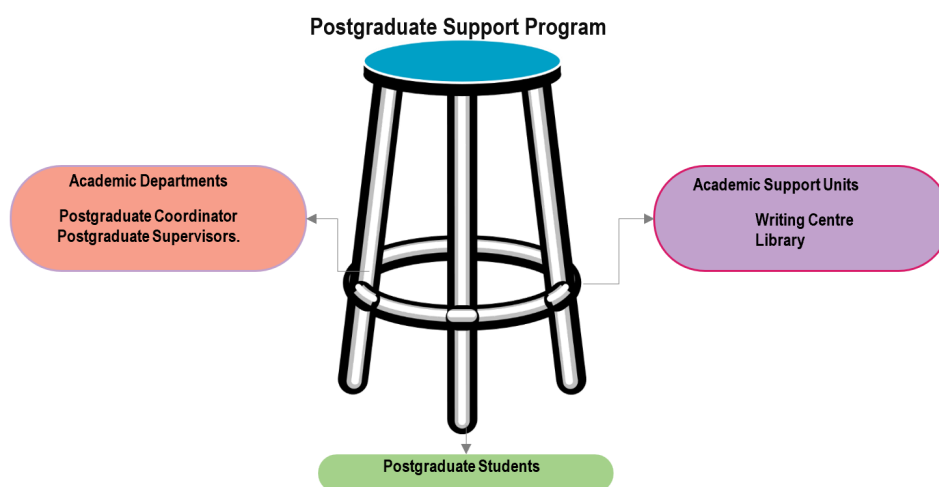 Postgraduate Support Program
Academic Departments
Postgraduate Coordinator
Postgraduate Supervisors.
Academic Support Units
Writing Centre
Library
Postgraduate Students